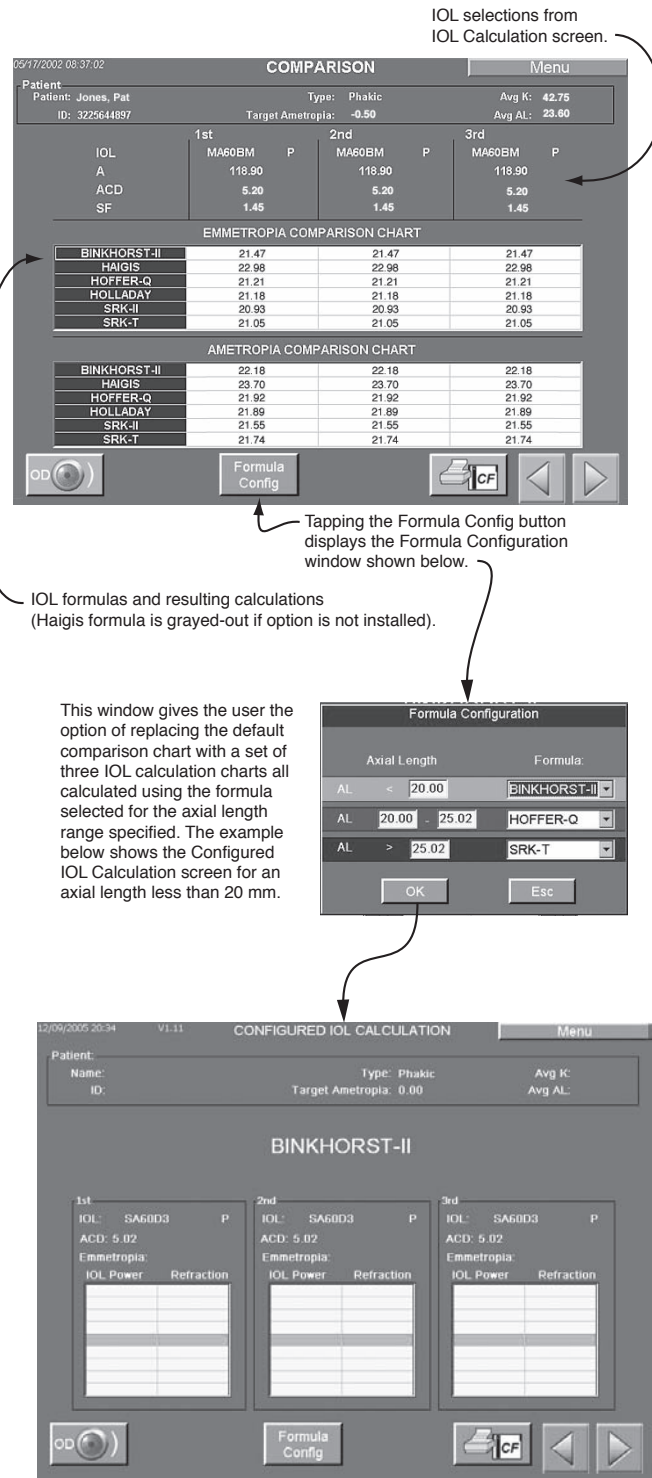 IOL selections from
IOL Calculation screen.
05/17/2002 08:37:02 COMPARISON Menu
Patient
Patient: Jones, Pat Type: Phakic Avg K: 42.75
ID: 3225644897 Target Ametropia: -0.50 Avg AL: 23.60
1st 2nd 3rd
IOL MA60BM P MA60BM P MA60BM P
A 118.90 118.90 118.90
ACD 5.20 5.20 5.20
SF 1.45 1.45 1.45
EMMETROPIA COMPARISON CHART
BINKHORST-II 21.47 21.47 21.47
HAIGIS 22.98 22.98 22.98
HOFFER-Q 21.21 21.21 21.21
HOLLADAY 21.18 21.18 21.18
SRK-II 20.93 20.93 20.93
SRK-T 21.05 21.05 21.05
AMETROPIA COMPARISON CHART
BINKHORST-II 22.18 22.18 22.18
HAIGIS 23.70 23.70 23.70
HOFFER-Q 21.92 21.92 21.92
HOLLADAY 21.89 21.89 21.89
SRK-II 21.55 21.55 21.55
SRK-T 21.74 21.74 21.74
OD Formula CF
Config
Tapping the Formula Config button
displays the Formula Configuration
window shown below.
IOL formulas and resulting calculations
(Haigis formula is grayed-out if option is not installed).
This window gives the user the
option of replacing the default
comparison chart with a set of
three IOL calculation charts all
calculated using the formula
selected for the axial length
range specified. The example
below shows the Configured
IOL Calculation screen for an
axial length less than 20 mm.
Formula Configuration
Axial Length Formula:
AL < 20.00 BINKHORST-II
AL 20.00 - 25.02 HOFFER-Q
AL > 25.02 SRK-T
OK Esc
12/09/2005 20:34 V1.11 CONFIGURED IOL CALCULATION Menu
Patient:
Name: Type: Phakic Avg K:
ID: Target Ametropia: 0.00 Avg AL:
BINKHORST-II
1st 2nd 3rd
IOL: SA60D3 P IOL: SA60D3 P IOL: SA60D3 P
ACD: 5.02 ACD: 5.02 ACD: 5.02
Emmetropia: Emmetropia: Emmetropia:
IOL Power Refraction IOL Power Refraction IOL Power Refraction
OD Formula CF
Config